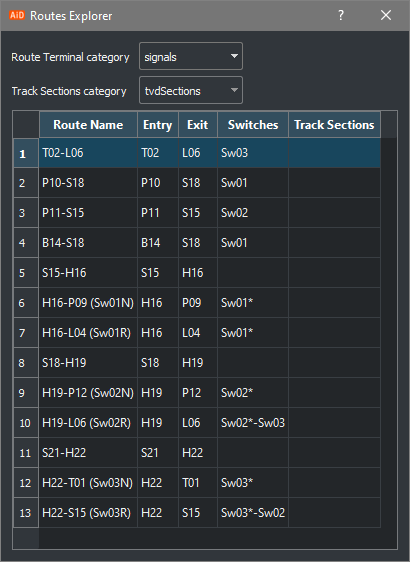 AID Routes Explorer ? ×
Route Terminal category signals
Track Sections category tvdSections
Route Name Entry Exit Switches Track Sections
1 T02-L06 T02 L06 Sw03
2 P10-S18 P10 S18 Sw01
3 P11-S15 P11 S15 Sw02
4 B14-S18 B14 S18 Sw01
5 S15-H16 S15 H16
6 H16-P09 (Sw01N) H16 P09 Sw01*
7 H16-L04 (Sw01R) H16 L04 Sw01*
8 S18-H19 S18 H19
9 H19-P12 (Sw02N) H19 P12 Sw02*
10 H19-L06 (Sw02R) H19 L06 Sw02*-Sw03
11 S21-H22 S21 H22
12 H22-T01 (Sw03N) H22 T01 Sw03*
13 H22-S15 (Sw03R) H22 S15 Sw03*-Sw02